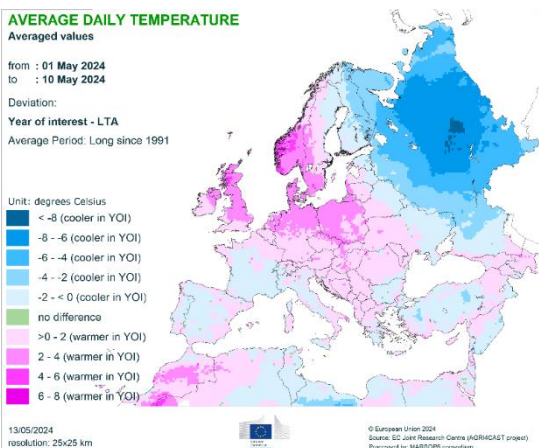 AVERAGE DAILY TEMPERATURE
Averaged values
from : 01 May 2024
to : 10 May 2024
Deviation:
Year of interest - LTA
Average Period: Long since 1991
Unit: degrees Celsius
< -8 (cooler in YOI)
-8 - -6 (cooler in YOI)
-6 - -4 (cooler in YOI)
-4 - -2 (cooler in YOI)
-2 - < 0 (cooler in YOI)
no difference
>0 - 2 (warmer in YOI)
2 - 4 (warmer in YOI)
4 - 6 (warmer in YOI)
6 - 8 (warmer in YOI)
13/05/2024
resolution: 25x25 km
© European Union 2024
Source: EC Joint Research Centre (AGRI4CAST project)
Processed by MARSOP5 consortium